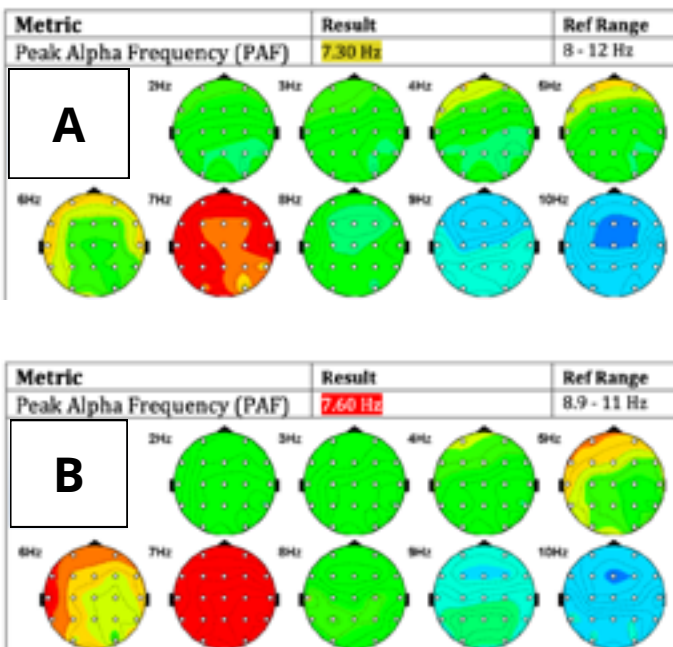 Metric Result Ref Range
Peak Alpha Frequency (PAF) 7.30 Hz 8 - 12 Hz
A
2Hz 3Hz 4Hz 5Hz
6Hz 7Hz 8Hz 9Hz 10Hz
Metric Result Ref Range
Peak Alpha Frequency (PAF) 7.60 Hz 8.9 - 11 Hz
B
2Hz 3Hz 4Hz 5Hz
6Hz 7Hz 8Hz 9Hz 10Hz